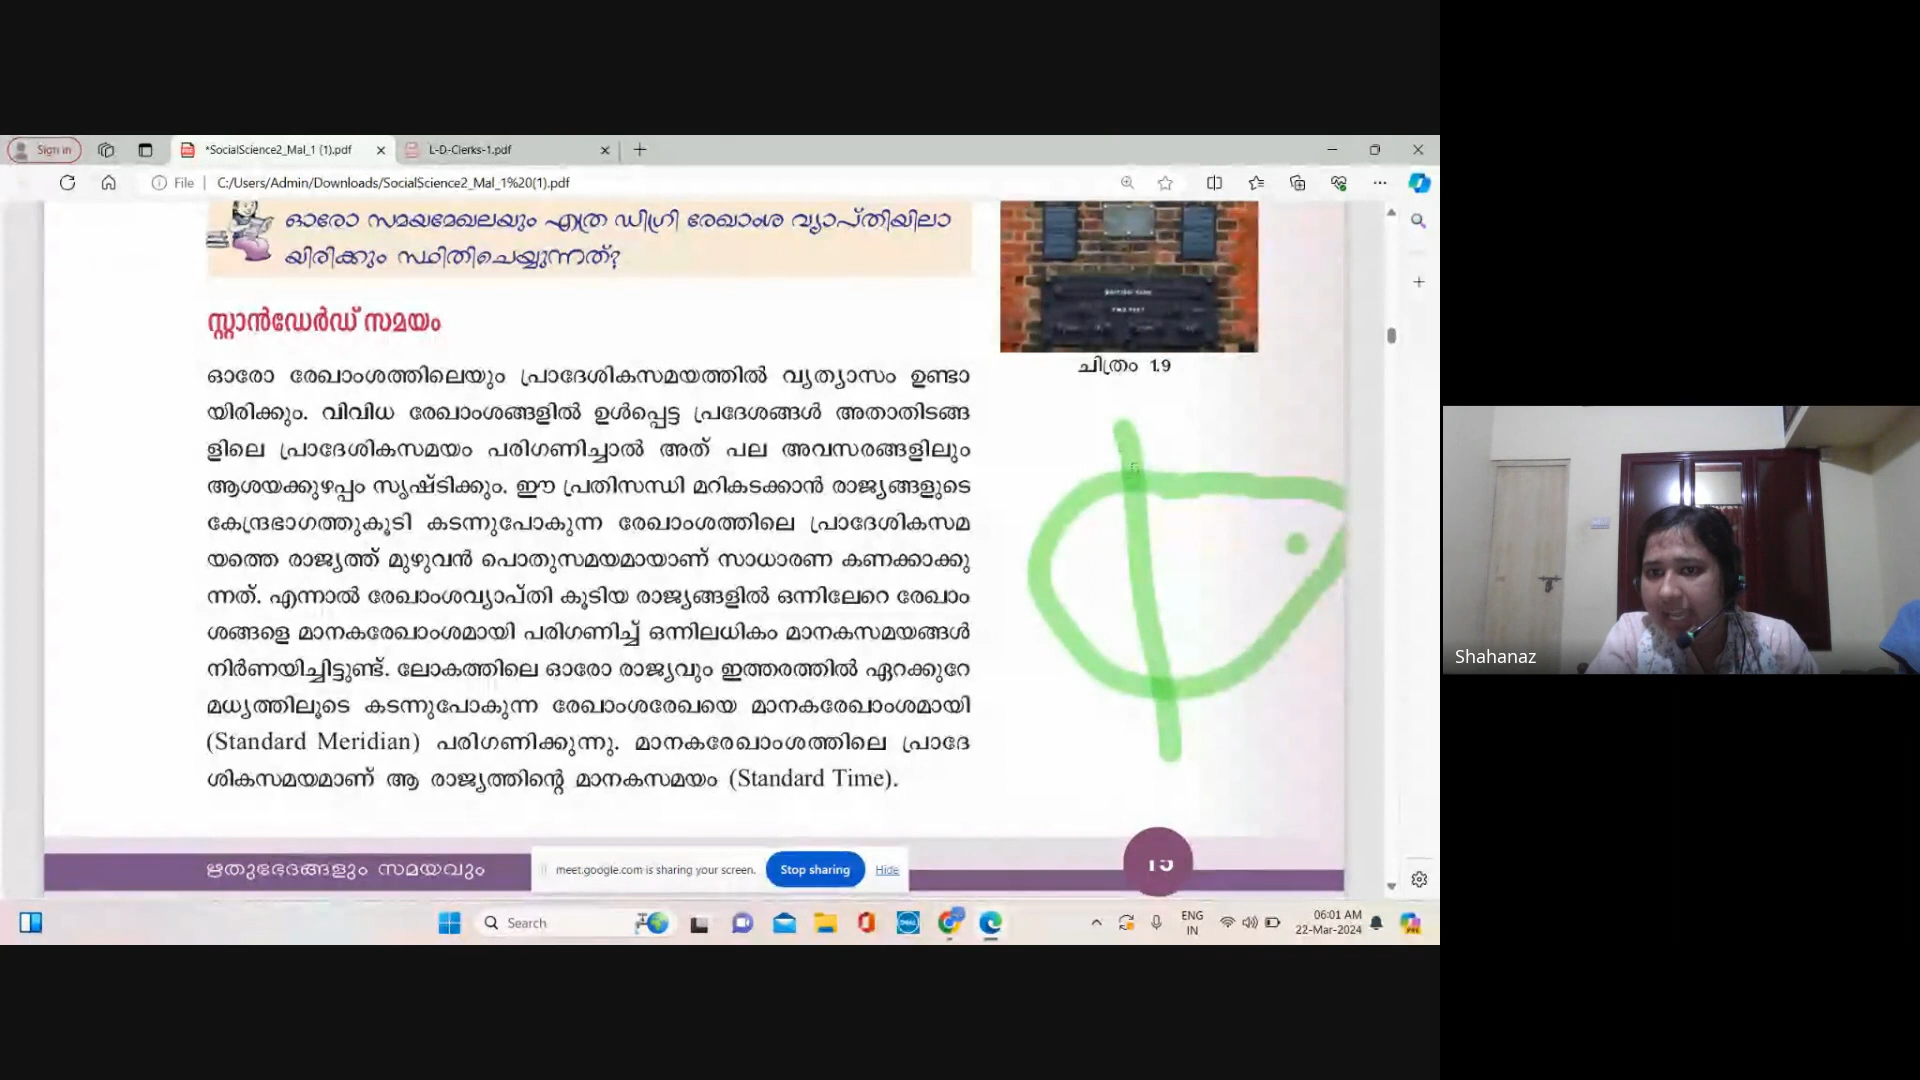 Sign in
*SocialScience2_Mal_1 (1).pdf
L-D-Clerks-1.pdf
File
C:/Users/Admin/Downloads/SocialScience2_Mal_1%20(1).pdf
ഓരോ സമയമേഖലയും എത്ര ഡിഗ്രി രേഖാംശ വ്യാപ്തിയിലാ
യിരിക്കും സ്ഥിതിചെയ്യുന്നത്?
സ്റ്റാൻഡേർഡ് സമയം
ഓരോ രേഖാംശത്തിലെയും പ്രാദേശികസമയത്തിൽ വ്യത്യാസം ഉണ്ടാ
യിരിക്കും. വിവിധ രേഖാംശങ്ങളിൽ ഉൾപ്പെട്ട പ്രദേശങ്ങൾ അതാതിടങ്ങ
ളിലെ പ്രാദേശികസമയം പരിഗണിച്ചാൽ അത് പല അവസരങ്ങളിലും
ആശയക്കുഴപ്പം സൃഷ്ടിക്കും. ഈ പ്രതിസന്ധി മറികടക്കാൻ രാജ്യങ്ങളുടെ
കേന്ദ്രഭാഗത്തുകൂടി കടന്നുപോകുന്ന രേഖാംശത്തിലെ പ്രാദേശികസമ
യത്തെ രാജ്യത്ത് മുഴുവൻ പൊതുസമയമായാണ് സാധാരണ കണക്കാക്കു
ന്നത്. എന്നാൽ രേഖാംശവ്യാപ്തി കൂടിയ രാജ്യങ്ങളിൽ ഒന്നിലേറെ രേഖാം
ശങ്ങളെ മാനകരേഖാംശമായി പരിഗണിച്ച് ഒന്നിലധികം മാനകസമയങ്ങൾ
നിർണയിച്ചിട്ടുണ്ട്. ലോകത്തിലെ ഓരോ രാജ്യവും ഇത്തരത്തിൽ ഏറക്കുറേ
മധ്യത്തിലൂടെ കടന്നുപോകുന്ന രേഖാംശരേഖയെ മാനകരേഖാംശമായി
(Standard Meridian) പരിഗണിക്കുന്നു. മാനകരേഖാംശത്തിലെ പ്രാദേ
ശികസമയമാണ് ആ രാജ്യത്തിന്റെ മാനകസമയം (Standard Time).
ചിത്രം 1.9
ഋതുഭേദങ്ങളും സമയവും
meet.google.com is sharing your screen.
Stop sharing
Hide
15
Search
ENG
IN
06:01 AM
22-Mar-2024
Shahanaz